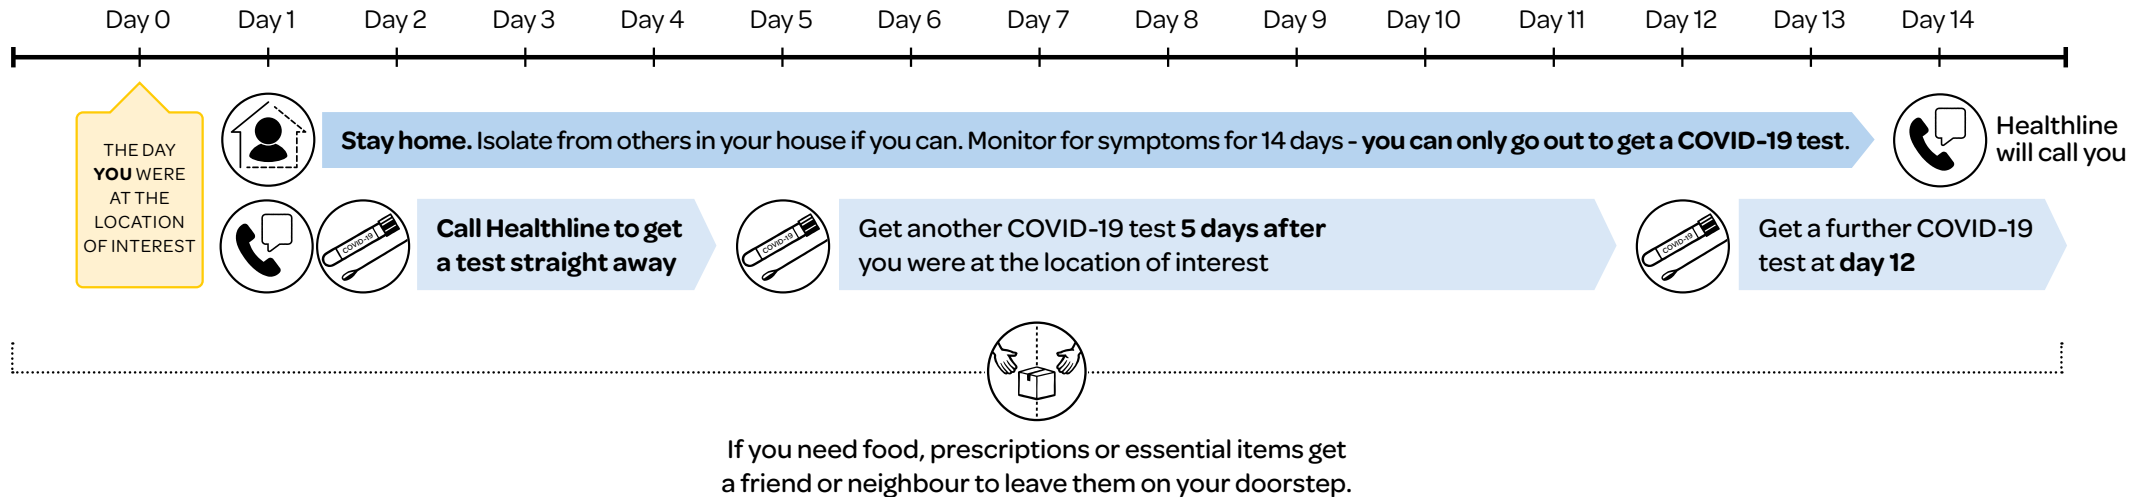 Day 0 Day 1 Day 2 Day 3 Day 4 Day 5 Day 6 Day 7 Day 8 Day 9 Day 10 Day 11 Day 12 Day 13 Day 14
THE DAY
YOU WERE
AT THE
LOCATION
OF INTEREST
Stay home. Isolate from others in your house if you can. Monitor for symptoms for 14 days - you can only go out to get a COVID-19 test.
Healthline
will call you
COVID-19
Call Healthline to get
a test straight away
COVID-19
Get another COVID-19 test 5 days after
you were at the location of interest
COVID-19
Get a further COVID-19
test at day 12
If you need food, prescriptions or essential items get
a friend or neighbour to leave them on your doorstep.